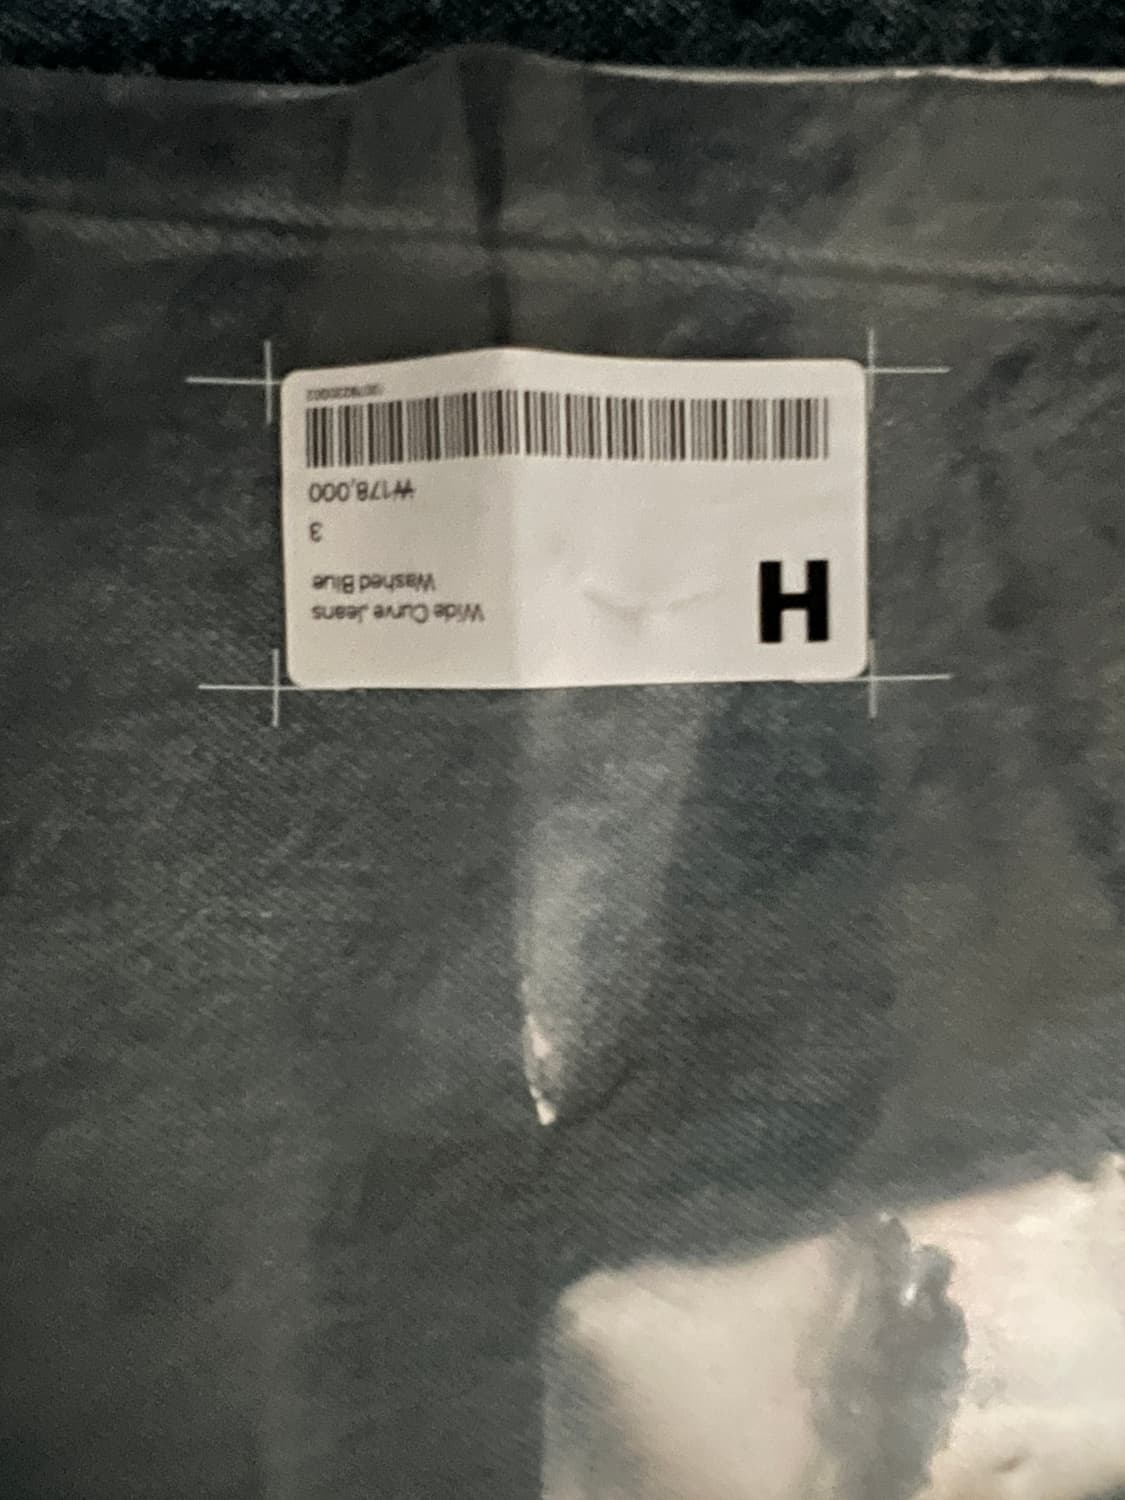 H
Wide Curve Jeans
Washed Blue
3
₩178,000